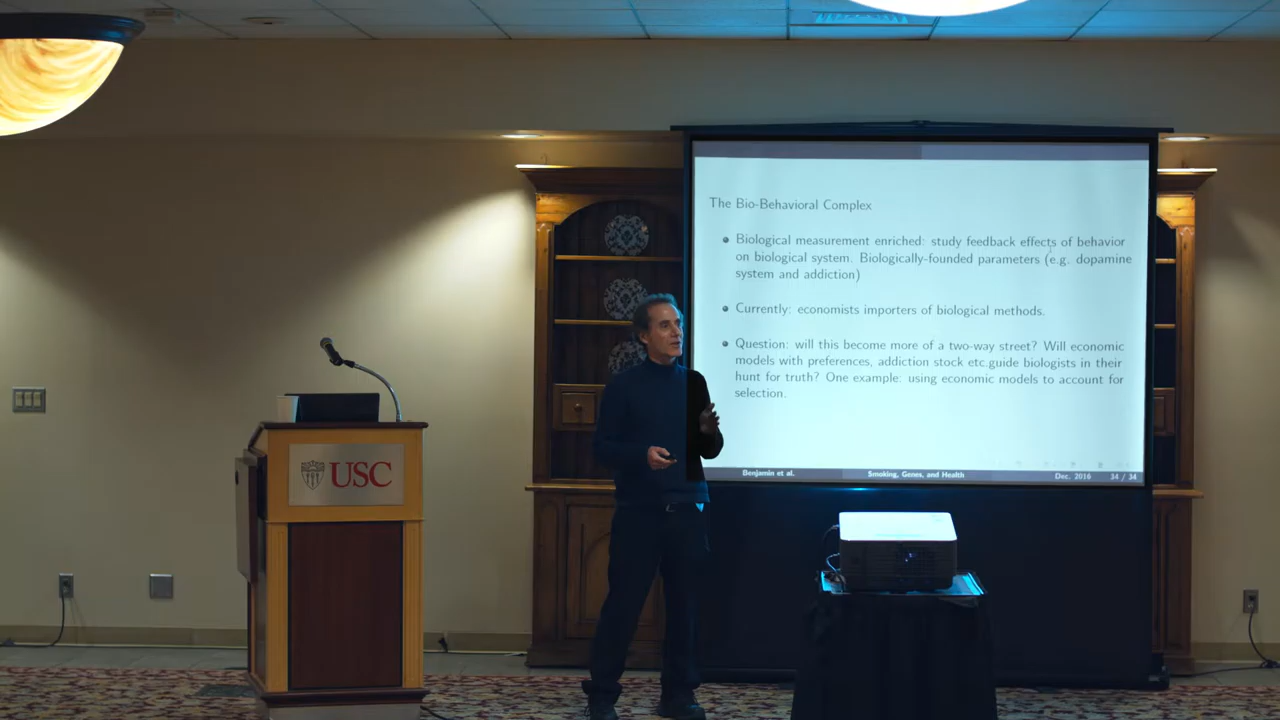 The Bio-Behavioral Complex
Biological measurement enriched: study feedback effects of behavior
on biological system. Biologically-founded parameters (e.g. dopamine
system and addiction)
Currently: economists importers of biological methods.
Question: will this become more of a two-way street? Will economic
models with preferences, addiction stock etc.guide biologists in their
hunt for truth? One example: using economic models to account for
selection.
Benjamin et al. Smoking, Genes, and Health Dec. 2016 34 / 34
USC